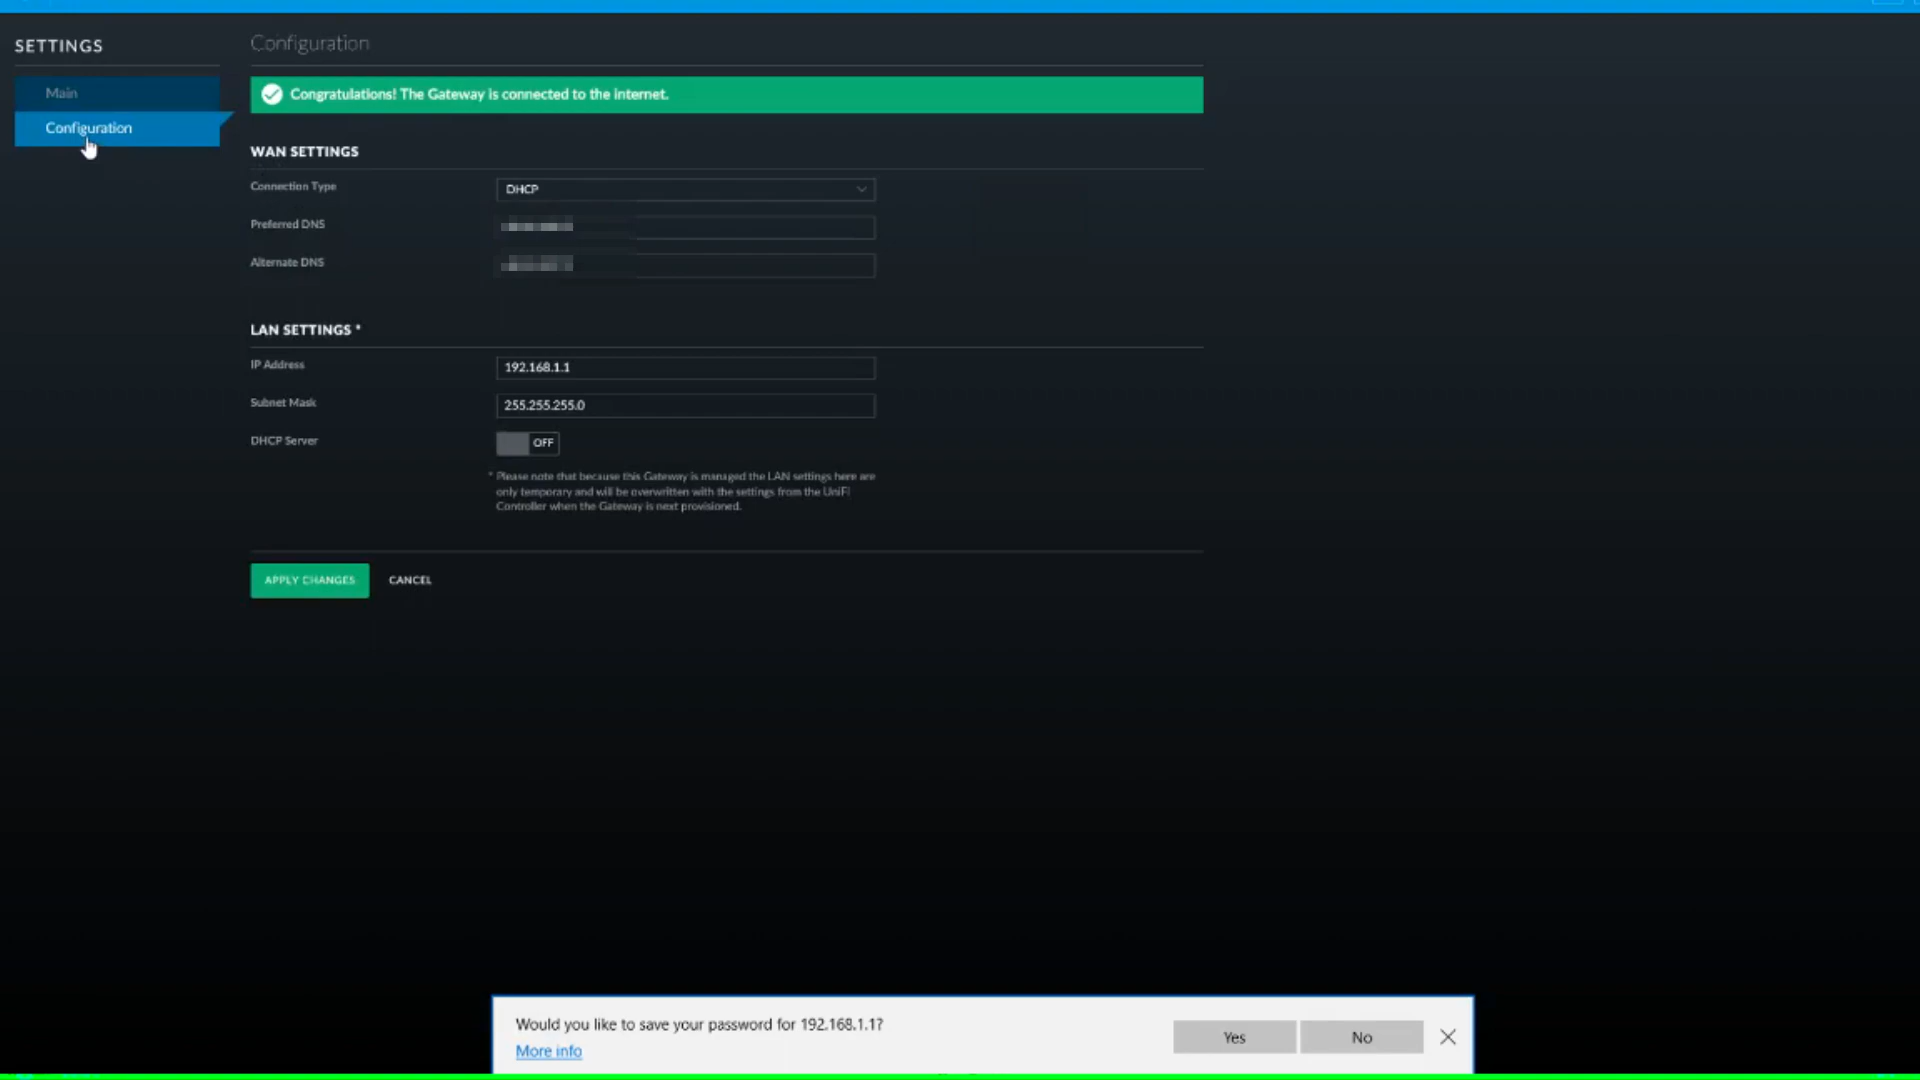 SETTINGS
Main
Configuration
Configuration
Congratulations! The Gateway is connected to the internet.
WAN SETTINGS
Connection Type
DHCP
Preferred DNS
Alternate DNS
LAN SETTINGS *
IP Address
192.168.1.1
Subnet Mask
255.255.255.0
DHCP Server
OFF
* Please note that because this Gateway is managed the LAN settings here are
only temporary and will be overwritten with the settings from the UniFi
Controller when the Gateway is next provisioned.
APPLY CHANGES
CANCEL
Would you like to save your password for 192.168.1.1?
More info
Yes
No